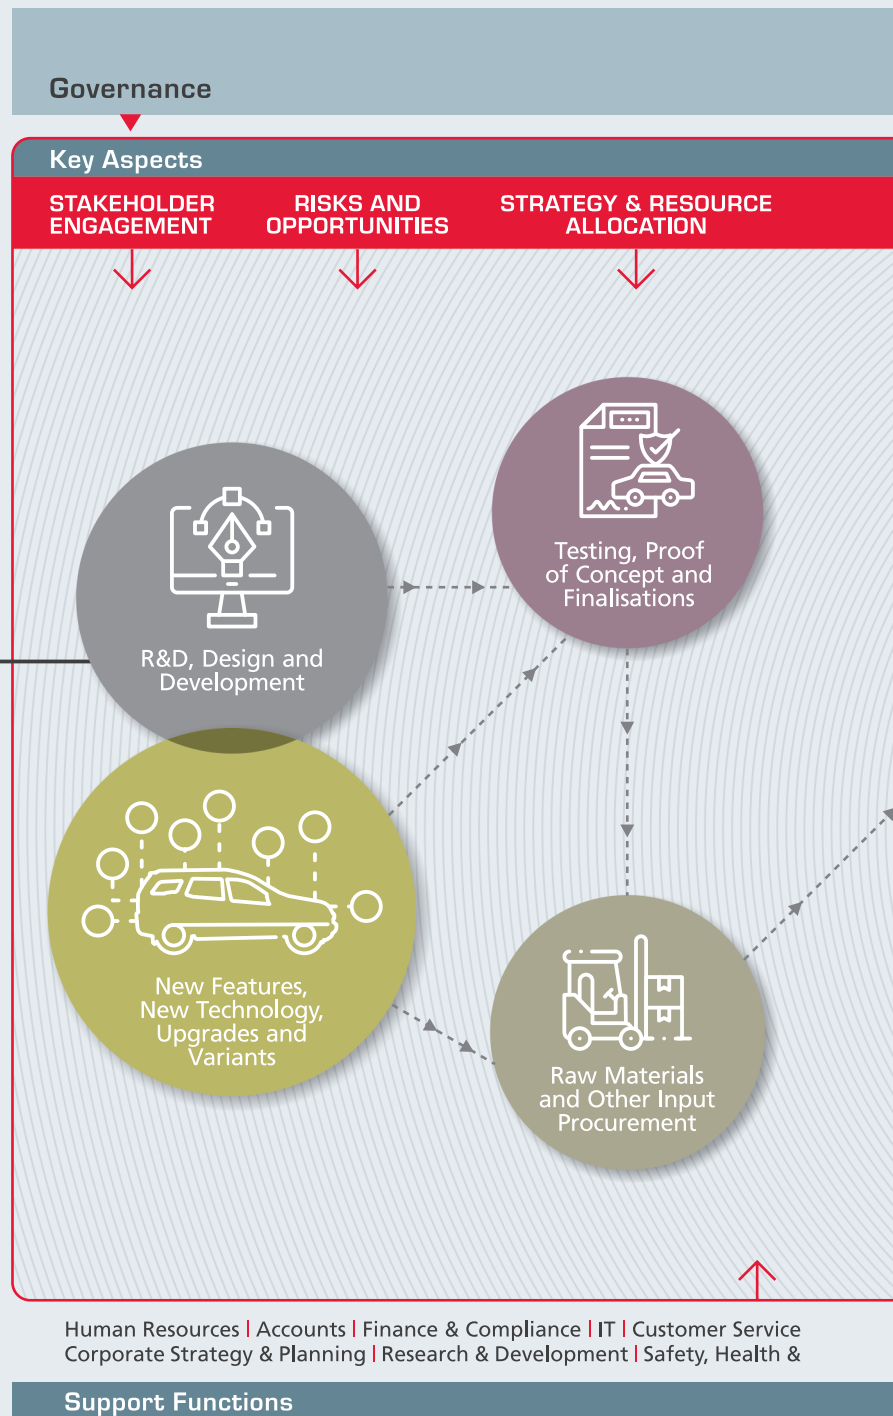 Governance
Key Aspects
STAKEHOLDER
ENGAGEMENT
RISKS AND
OPPORTUNITIES
STRATEGY & RESOURCE
ALLOCATION
Testing, Proof
of Concept and
Finalisations
R&D, Design and
Development
New Features,
New Technology,
Upgrades and
Variants
Raw Materials
and Other Input
Procurement
Human Resources | Accounts | Finance & Compliance | IT | Customer Service
Corporate Strategy & Planning | Research & Development | Safety, Health &
Support Functions